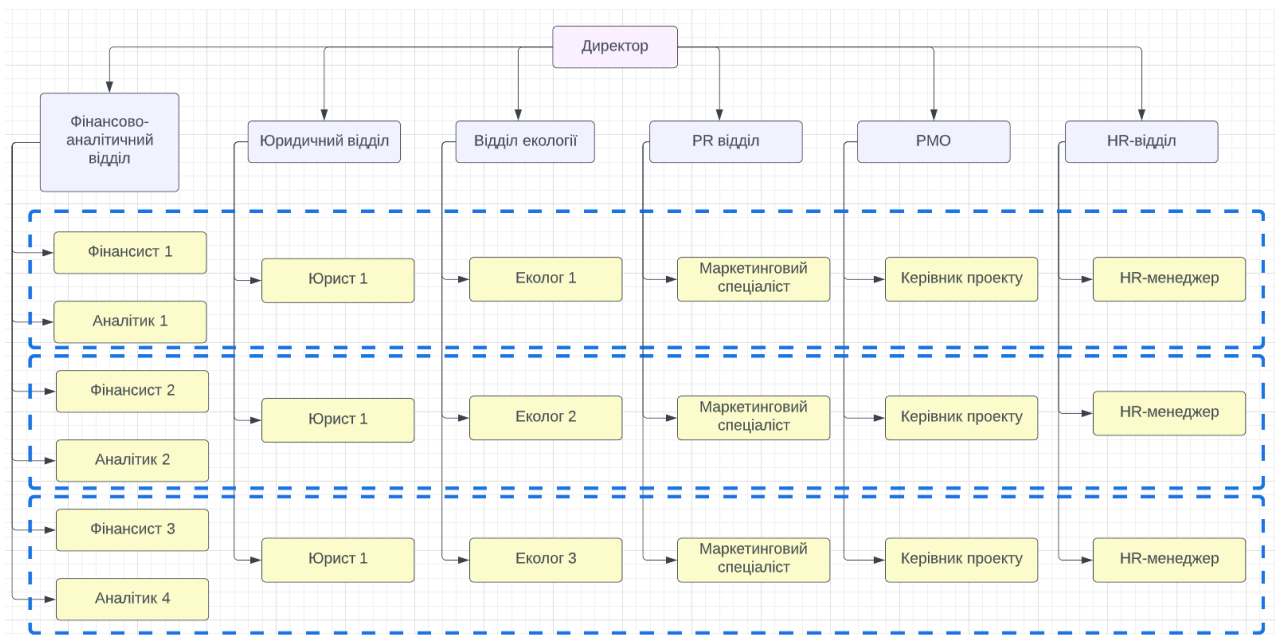 Директор
Фінансово-
аналітичний
відділ
Юридичний відділ
Відділ екології
PR відділ
PMO
HR-відділ
Фінансист 1
Аналітик 1
Юрист 1
Еколог 1
Маркетинговий
спеціаліст
Керівник проекту
HR-менеджер
Фінансист 2
Аналітик 2
Юрист 1
Еколог 2
Маркетинговий
спеціаліст
Керівник проекту
HR-менеджер
Фінансист 3
Аналітик 4
Юрист 1
Еколог 3
Маркетинговий
спеціаліст
Керівник проекту
HR-менеджер